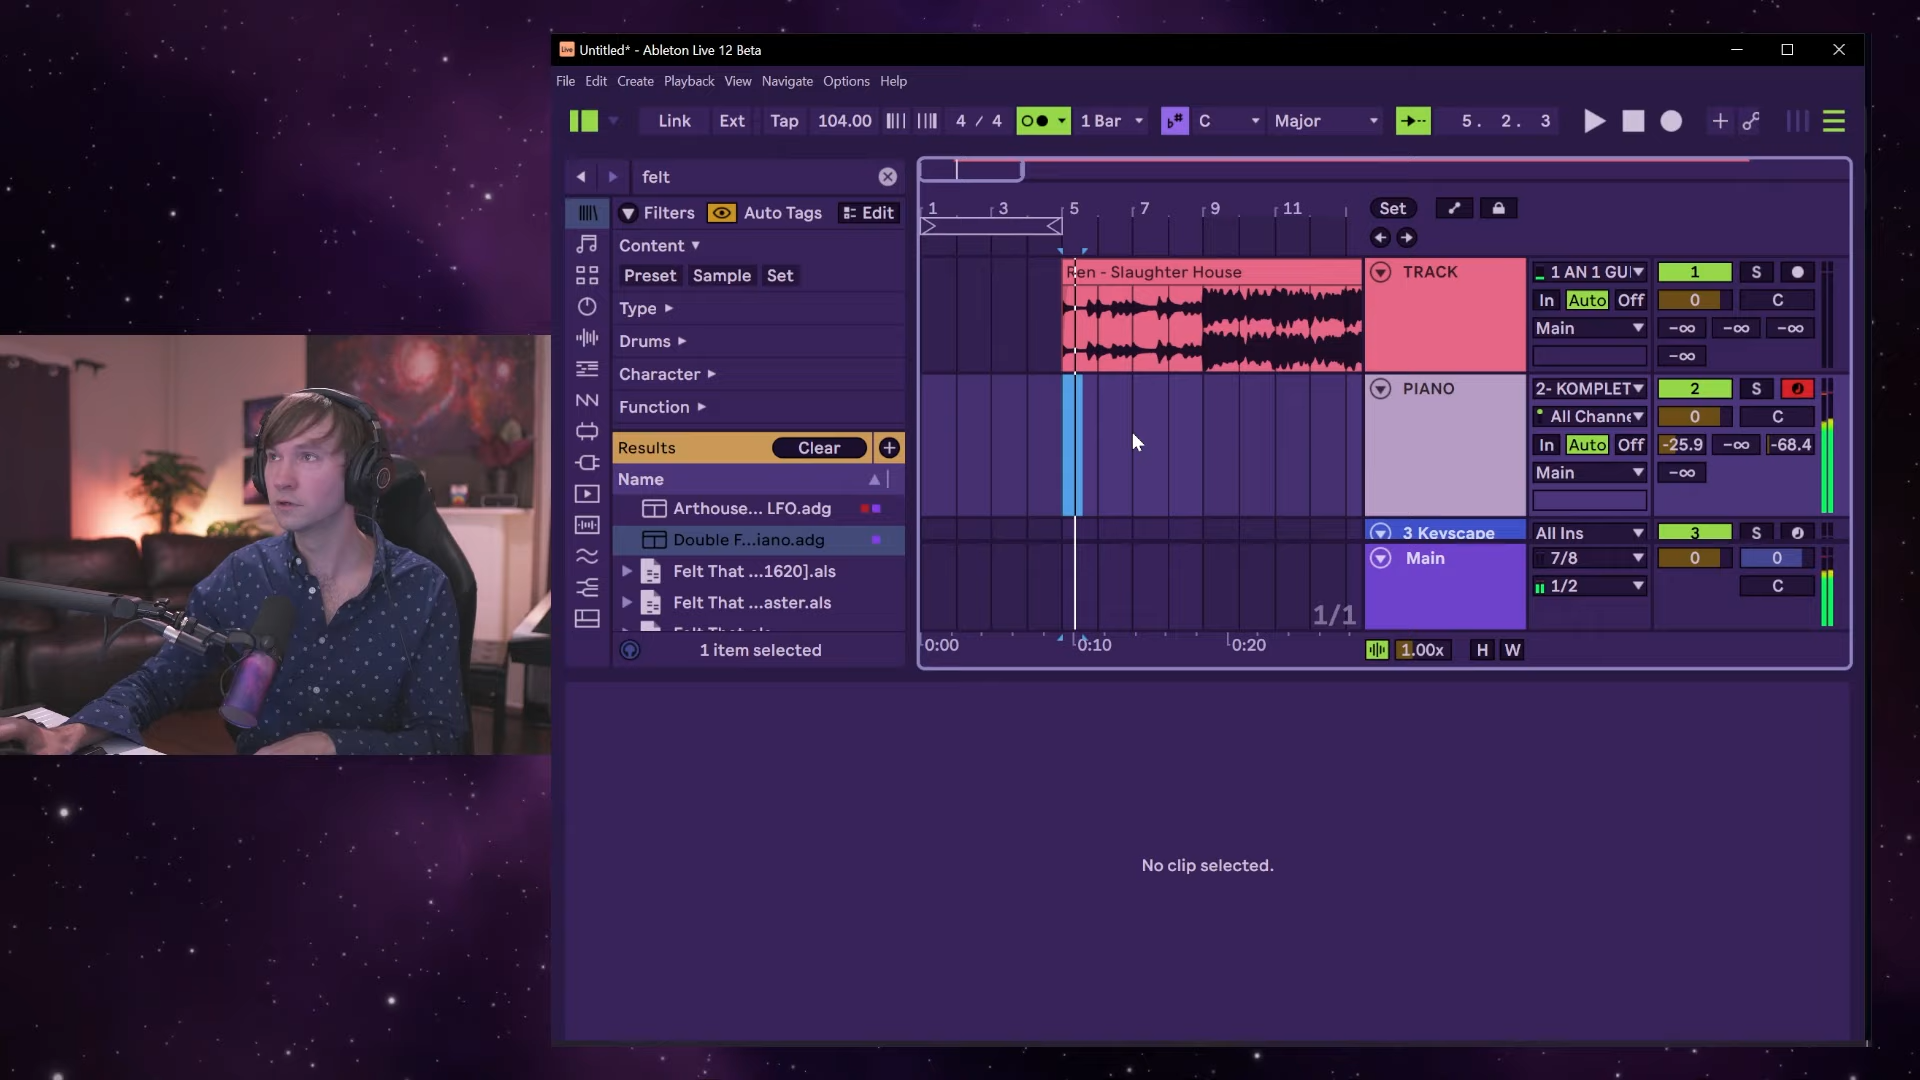 Live Untitled* - Ableton Live 12 Beta
File Edit Create Playback View Navigate Options Help
Link Ext Tap 104.00 4 / 4 1 Bar C Major 5. 2. 3
felt
Filters Auto Tags Edit
Content
Preset Sample Set
Type
Drums
Character
Function
Results Clear
Name
Arthouse... LFO.adg
Double F...iano.adg
Felt That ...1620].als
Felt That ...aster.als
1 item selected
1 3 5 7 9 11
Set
Ren - Slaughter House
TRACK 1 AN 1 GUI 1 S
In Auto Off 0 C
Main -∞ -∞ -∞
-∞
PIANO 2- KOMPLET 2 S
All Channe 0 C
In Auto Off -25.9 -∞ -68.4
Main -∞
3 Keyscape All Ins 3 S
Main 7/8 0 0
1/2 C
1/1
0:00 0:10 0:20
1.00x H W
No clip selected.